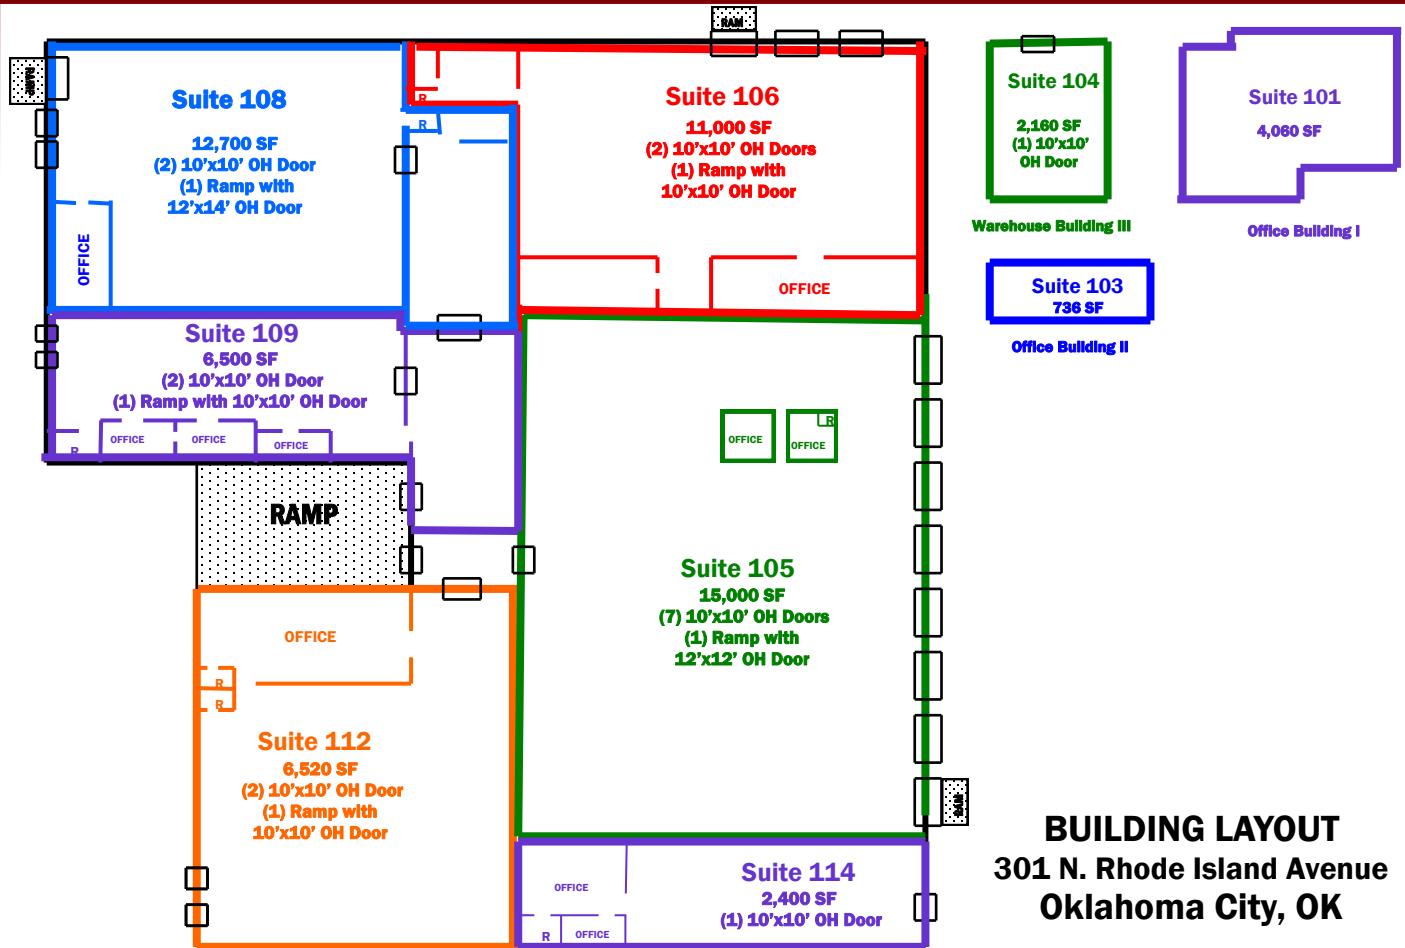 RAM
RAMP
Suite 108
12,700 SF
(2) 10'x10' OH Door
(1) Ramp with
12'x14' OH Door
OFFICE
R
R
Suite 106
11,000 SF
(2) 10'x10' OH Doors
(1) Ramp with
10'x10' OH Door
OFFICE
Suite 104
2,160 SF
(1) 10'x10'
OH Door
Warehouse Building III
Suite 101
4,060 SF
Office Building I
Suite 103
736 SF
Office Building II
Suite 109
6,500 SF
(2) 10'x10' OH Door
(1) Ramp with 10'x10' OH Door
R
OFFICE
OFFICE
OFFICE
RAMP
OFFICE
OFFICE
R
Suite 105
15,000 SF
(7) 10'x10' OH Doors
(1) Ramp with
12'x12' OH Door
RAM
OFFICE
R
R
Suite 112
6,520 SF
(2) 10'x10' OH Door
(1) Ramp with
10'x10' OH Door
Suite 114
2,400 SF
(1) 10'x10' OH Door
OFFICE
R
OFFICE
BUILDING LAYOUT
301 N. Rhode Island Avenue
Oklahoma City, OK